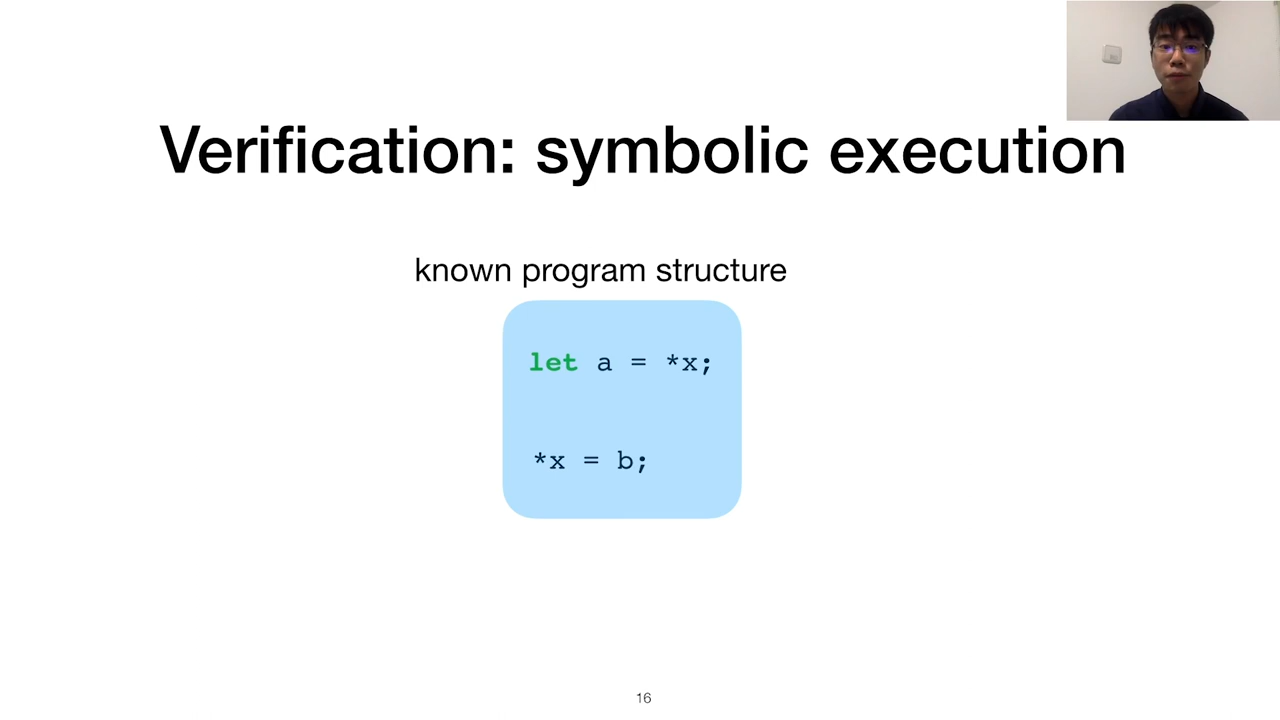 Verification: symbolic execution
known program structure
let a = *x;
*x = b;
16